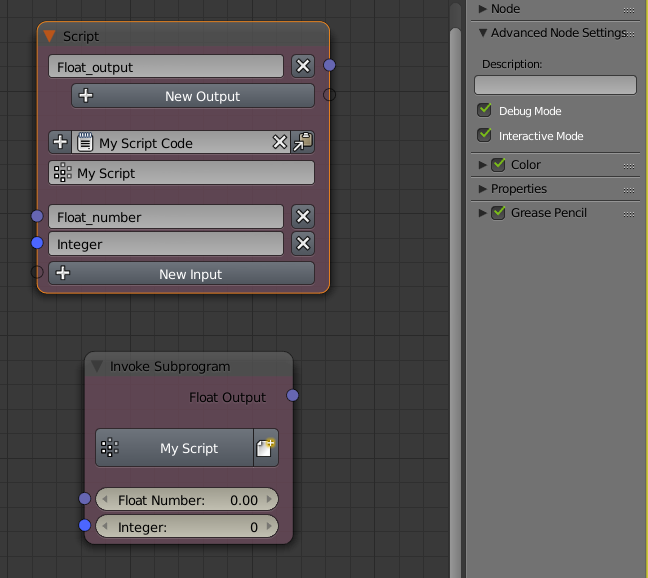 Script
Float_output
New Output
My Script Code
My Script
Float_number
Integer
New Input
Invoke Subprogram
Float Output
My Script
Float Number: 0.00
Integer: 0
Node
Advanced Node Settings
Description:
Debug Mode
Interactive Mode
Color
Properties
Grease Pencil